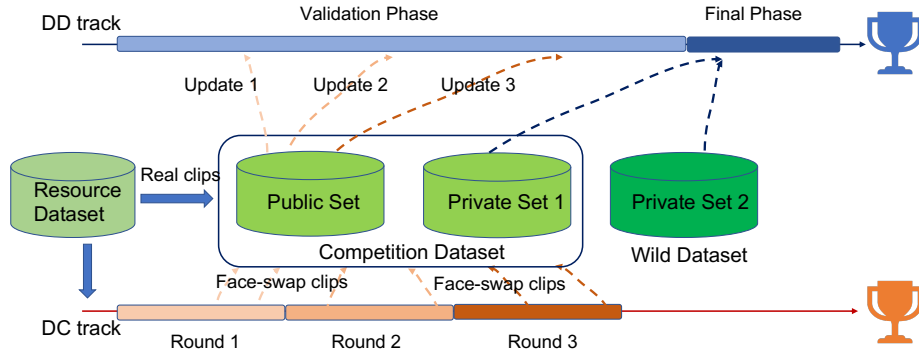 DD track
Validation Phase
Final Phase
Update 1
Update 2
Update 3
Resource
Dataset
Real clips
Public Set
Private Set 1
Private Set 2
Competition Dataset
Wild Dataset
Face-swap clips
Face-swap clips
DC track
Round 1
Round 2
Round 3